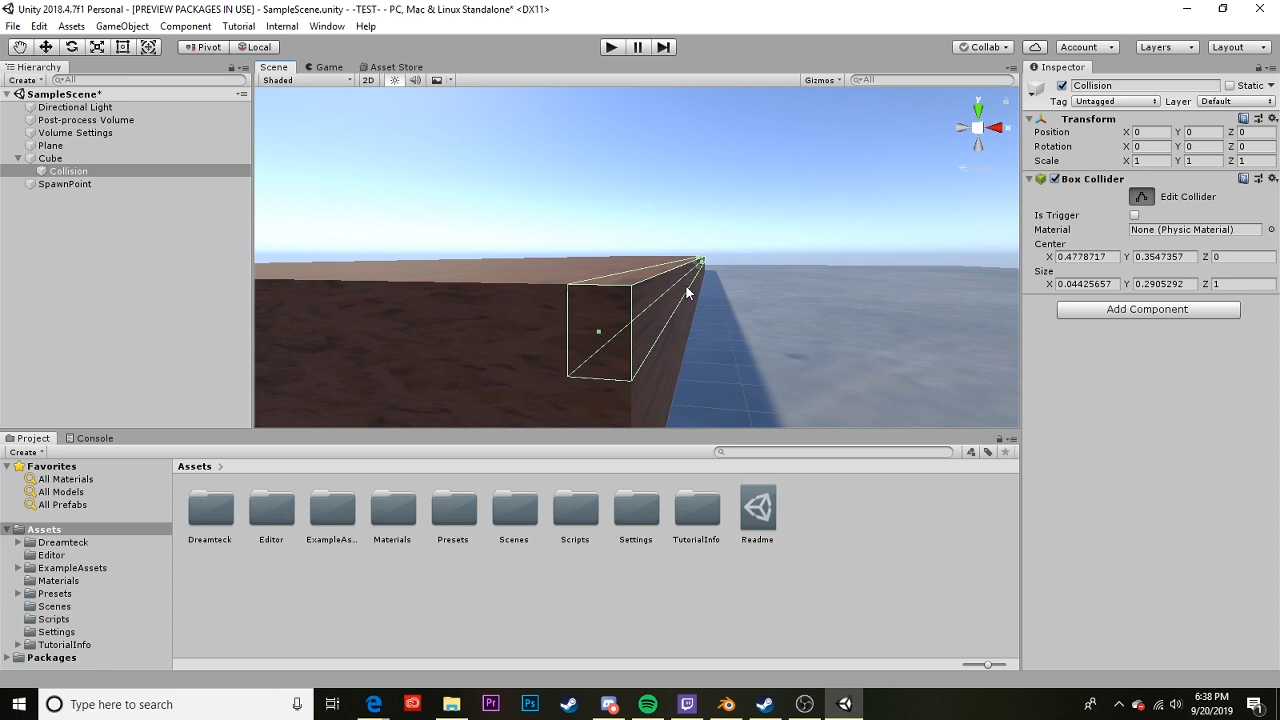 Unity 2018.4.7f1 Personal - [PREVIEW PACKAGES IN USE] - SampleScene.unity - -TEST- - PC, Mac & Linux Standalone* <DX11>
File Edit Assets GameObject Component Tutorial Internal Window Help
Pivot Local Collab Account Layers Layout
Hierarchy Scene Game Asset Store Inspector
Create All Shaded 2D Gizmos All
Collision Static
SampleScene*
Tag Untagged Layer Default
Directional Light
Post-process Volume
Volume Settings
Plane
Cube
Collision
SpawnPoint
y
x
Transform
Position X 0 Y 0 Z 0
Rotation X 0 Y 0 Z 0
Scale X 1 Y 1 Z 1
Box Collider
Edit Collider
Is Trigger
Material None (Physic Material)
Center
X 0.4778717 Y 0.3547357 Z 0
Size
X 0.04425657 Y 0.2905292 Z 1
Add Component
Project Console
Create
Favorites
All Materials
All Models
All Prefabs
Assets
Dreamteck
Editor
ExampleAssets
Materials
Presets
Scenes
Scripts
Settings
TutorialInfo
Packages
Assets
Dreamteck Editor ExampleAs... Materials Presets Scenes Scripts Settings TutorialInfo Readme
Type here to search
6:38 PM
9/20/2019